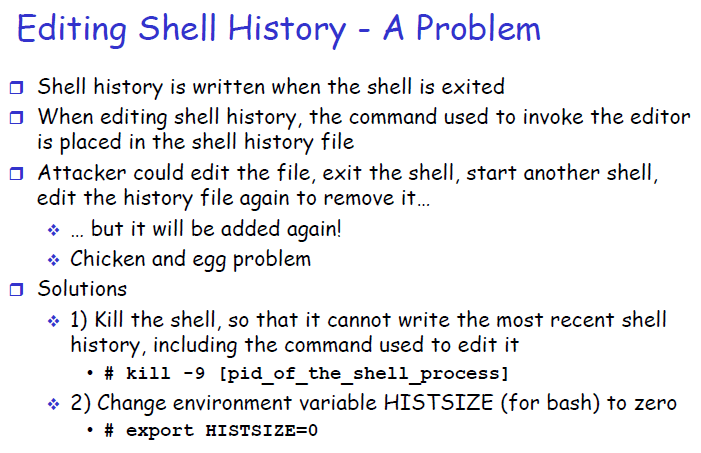 Editing Shell History - A Problem
Shell history is written when the shell is exited
When editing shell history, the command used to invoke the editor
is placed in the shell history file
Attacker could edit the file, exit the shell, start another shell,
edit the history file again to remove it…
… but it will be added again!
Chicken and egg problem
Solutions
1) Kill the shell, so that it cannot write the most recent shell
history, including the command used to edit it
• # kill -9 [pid_of_the_shell_process]
2) Change environment variable HISTSIZE (for bash) to zero
• # export HISTSIZE=0